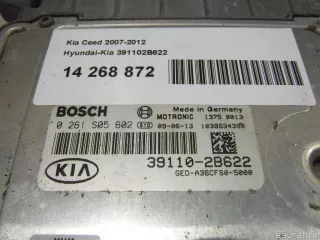 Kia Ceed 2007-2012
Hyundai-Kia 391102B622
14 268 872
BOSCH
Made in Germany
MOTRONIC 1375 0013
0 261 S05 602
09-06-13
KIA
39110-2B622
GED-A36CFS0-5000